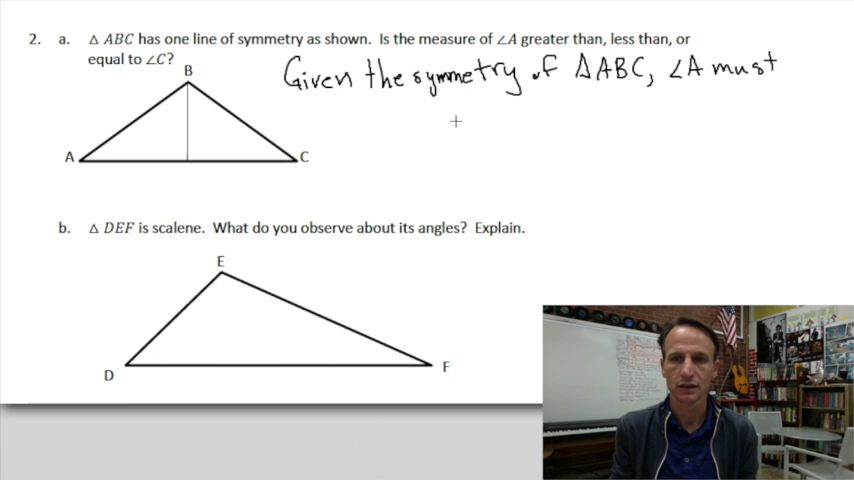 2. a. △ ABC has one line of symmetry as shown. Is the measure of ∠A greater than, less than, or
equal to ∠C?
Given the symmetry of △ABC, ∠A must
B
A
C
b. △ DEF is scalene. What do you observe about its angles? Explain.
E
D
F